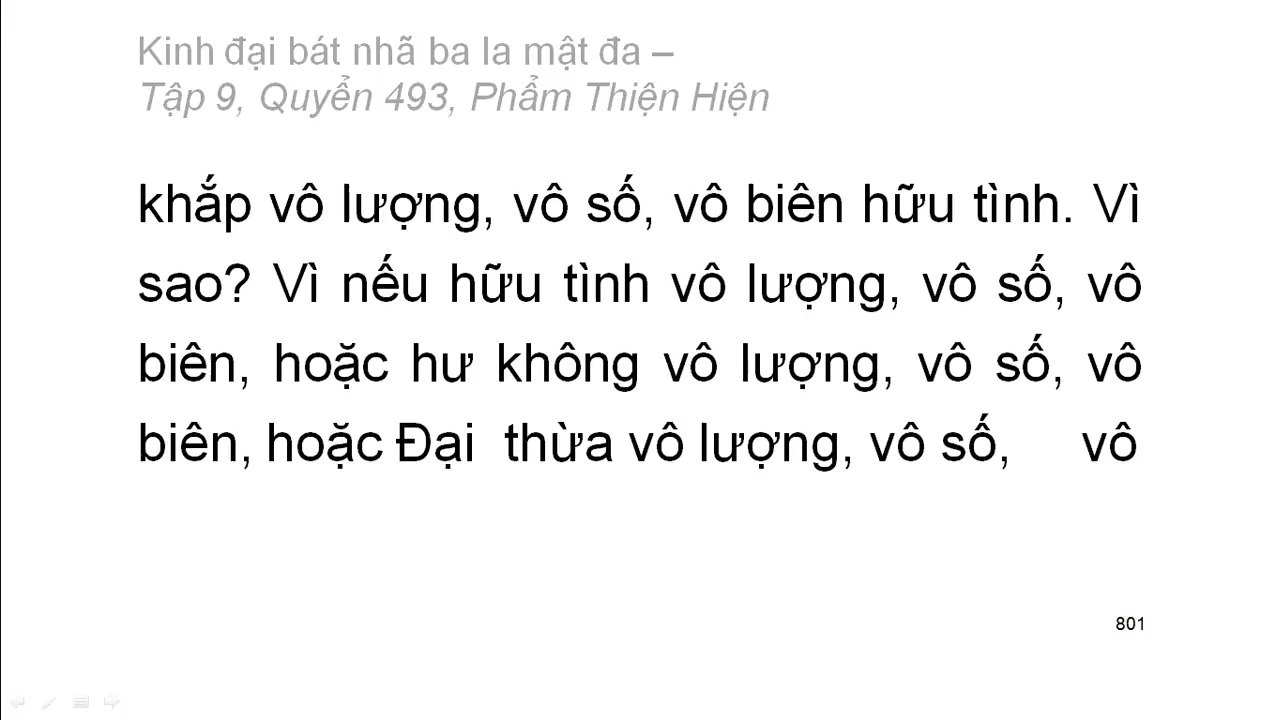 Kinh đại bát nhã ba la mật đa –
Tập 9, Quyển 493, Phẩm Thiện Hiện
khắp vô lượng, vô số, vô biên hữu tình. Vì
sao? Vì nếu hữu tình vô lượng, vô số, vô
biên, hoặc hư không vô lượng, vô số, vô
biên, hoặc Đại thừa vô lượng, vô số, vô
801